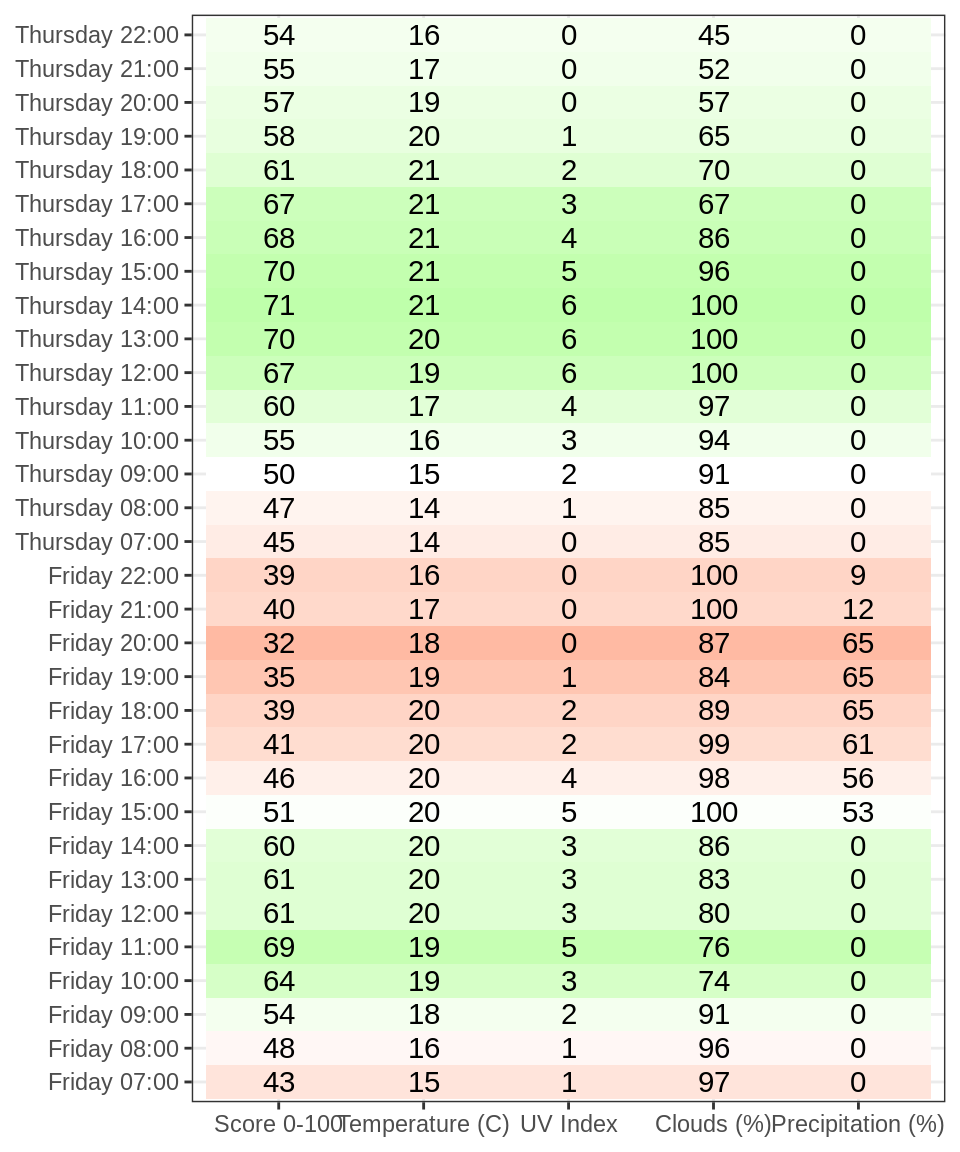 Thursday 22:00 54 16 0 45 0
Thursday 21:00 55 17 0 52 0
Thursday 20:00 57 19 0 57 0
Thursday 19:00 58 20 1 65 0
Thursday 18:00 61 21 2 70 0
Thursday 17:00 67 21 3 67 0
Thursday 16:00 68 21 4 86 0
Thursday 15:00 70 21 5 96 0
Thursday 14:00 71 21 6 100 0
Thursday 13:00 70 20 6 100 0
Thursday 12:00 67 19 6 100 0
Thursday 11:00 60 17 4 97 0
Thursday 10:00 55 16 3 94 0
Thursday 09:00 50 15 2 91 0
Thursday 08:00 47 14 1 85 0
Thursday 07:00 45 14 0 85 0
Friday 22:00 39 16 0 100 9
Friday 21:00 40 17 0 100 12
Friday 20:00 32 18 0 87 65
Friday 19:00 35 19 1 84 65
Friday 18:00 39 20 2 89 65
Friday 17:00 41 20 2 99 61
Friday 16:00 46 20 4 98 56
Friday 15:00 51 20 5 100 53
Friday 14:00 60 20 3 86 0
Friday 13:00 61 20 3 83 0
Friday 12:00 61 20 3 80 0
Friday 11:00 69 19 5 76 0
Friday 10:00 64 19 3 74 0
Friday 09:00 54 18 2 91 0
Friday 08:00 48 16 1 96 0
Friday 07:00 43 15 1 97 0
Score 0-100 Temperature (C) UV Index Clouds (%) Precipitation (%)